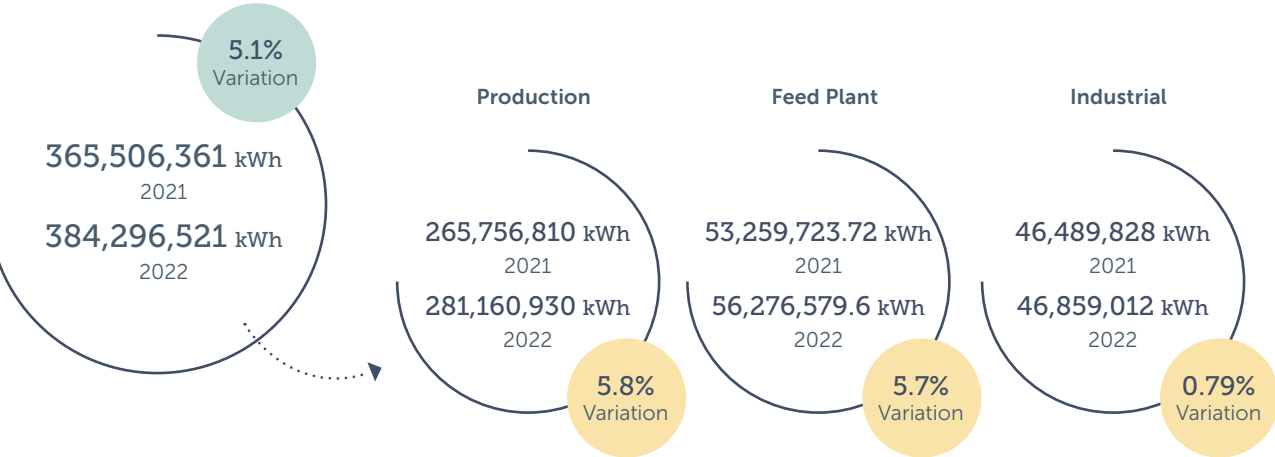 5.1%
Variation
365,506,361 kWh
2021
384,296,521 kWh
2022
Production
265,756,810 kWh
2021
281,160,930 kWh
2022
5.8%
Variation
Feed Plant
53,259,723.72 kWh
2021
56,276,579.6 kWh
2022
5.7%
Variation
Industrial
46,489,828 kWh
2021
46,859,012 kWh
2022
0.79%
Variation